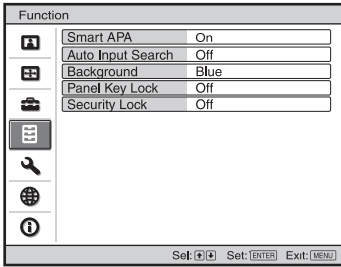 Function
Smart APA On
Auto Input Search Off
Background Blue
Panel Key Lock Off
Security Lock Off
Sel: Set: ENTER Exit: MENU